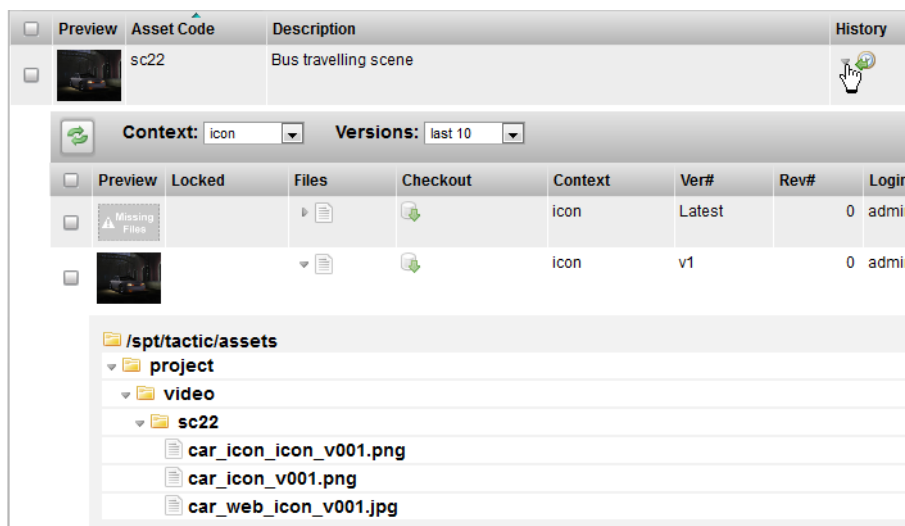 Preview Asset Code Description History
sc22 Bus travelling scene
Context: icon Versions: last 10
Preview Locked Files Checkout Context Ver# Rev# Login
Missing Files icon Latest 0 admi
icon v1 0 admi
/spt/tactic/assets
project
video
sc22
car_icon_icon_v001.png
car_icon_v001.png
car_web_icon_v001.jpg